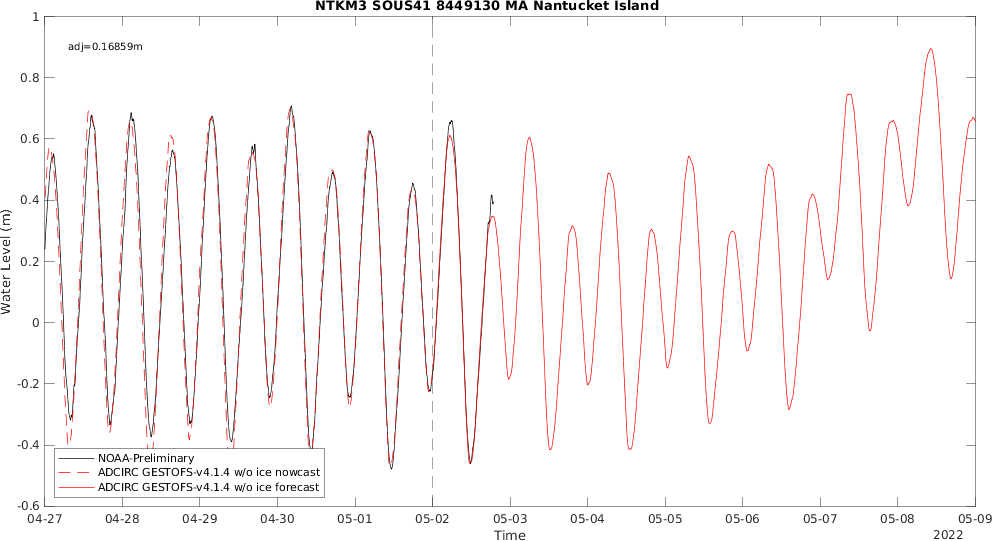 NTKM3 SOUS41 8449130 MA Nantucket Island
adj=0.16859m
Water Level (m)
1
0.8
0.6
0.4
0.2
0
-0.2
-0.4
-0.6
NOAA-Preliminary
ADCIRC GESTOFS-v4.1.4 w/o ice nowcast
ADCIRC GESTOFS-v4.1.4 w/o ice forecast
04-27 04-28 04-29 04-30 05-01 05-02 05-03 05-04 05-05 05-06 05-07 05-08 05-09
Time
2022